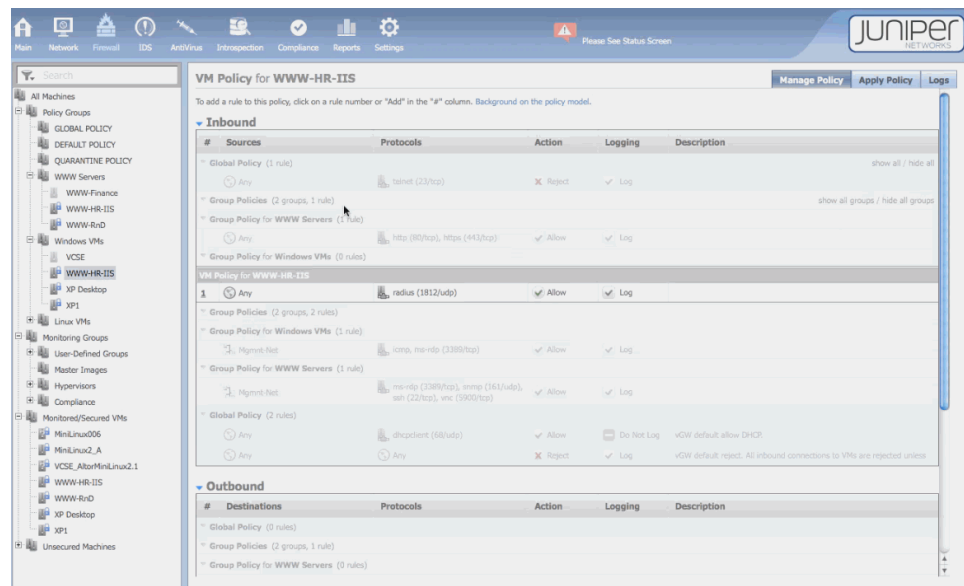 Main Network Firewall IDS AntiVirus Introspection Compliance Reports Settings
Please See Status Screen
JUNIPER
NETWORKS
Search
All Machines
Policy Groups
GLOBAL POLICY
DEFAULT POLICY
QUARANTINE POLICY
WWW Servers
WWW-Finance
WWW-HR-IIS
WWW-RnD
Windows VMs
VCSE
WWW-HR-IIS
XP Desktop
XP1
Linux VMs
Monitoring Groups
User-Defined Groups
Master Images
Hypervisors
Compliance
Monitored/Secured VMs
MiniLinux006
MiniLinux2_A
VCSE_AltorMiniLinux2.1
WWW-HR-IIS
WWW-RnD
XP Desktop
XP1
Unsecured Machines
VM Policy for WWW-HR-IIS
Manage Policy Apply Policy Logs
To add a rule to this policy, click on a rule number or "Add" in the "#" column. Background on the policy model.
Inbound
# Sources Protocols Action Logging Description
Global Policy (1 rule) show all / hide all
Any telnet (23/tcp) Reject Log
Group Policies (2 groups, 1 rule) show all groups / hide all groups
Group Policy for WWW Servers (1 rule)
Any http (80/tcp), https (443/tcp) Allow Log
Group Policy for Windows VMs (0 rules)
VM Policy for WWW-HR-IIS
1 Any radius (1812/udp) Allow Log
Group Policies (2 groups, 2 rules)
Group Policy for Windows VMs (1 rule)
Mgmnt-Net icmp, ms-rdp (3389/tcp) Allow Log
Group Policy for WWW Servers (1 rule)
Mgmnt-Net ms-rdp (3389/tcp), snmp (161/udp), Allow Log
ssh (22/tcp), vnc (5900/tcp)
Global Policy (2 rules)
Any dhcpclient (68/udp) Allow Do Not Log vGW default allow DHCP.
Any Any Reject Log vGW default reject. All inbound connections to VMs are rejected unless
Outbound
# Destinations Protocols Action Logging Description
Global Policy (0 rules)
Group Policies (2 groups, 1 rule)
Group Policy for WWW Servers (0 rules)